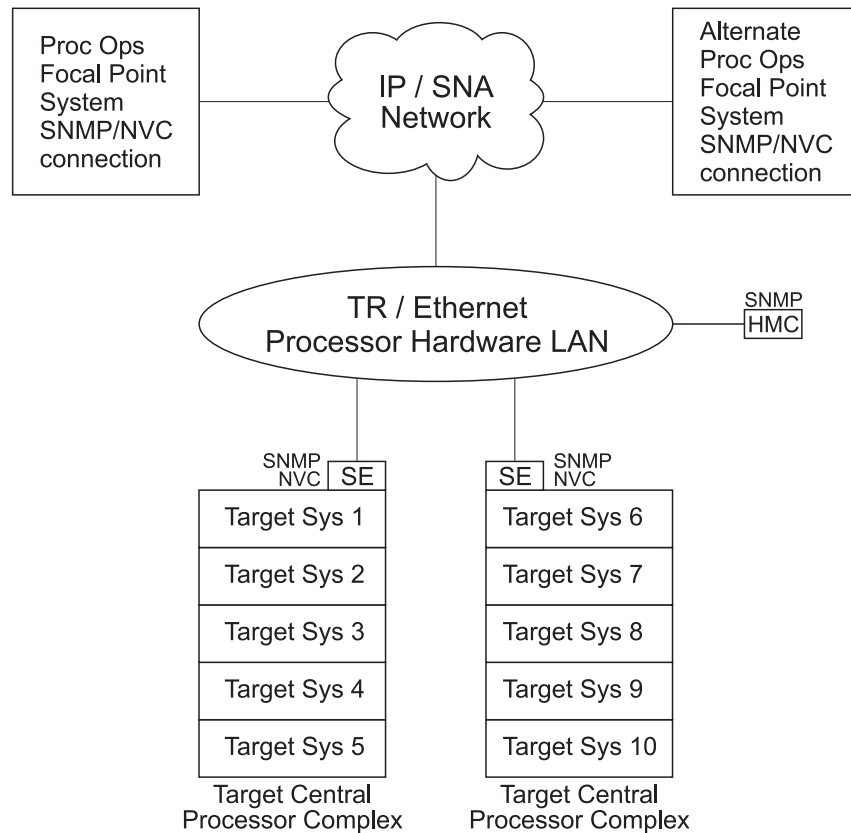 Proc Ops
Focal Point
System
SNMP/NVC
connection
IP / SNA
Network
Alternate
Proc Ops
Focal Point
System
SNMP/NVC
connection
TR / Ethernet
Processor Hardware LAN
SNMP
HMC
SNMP
NVC
SE
Target Sys 1
Target Sys 2
Target Sys 3
Target Sys 4
Target Sys 5
Target Central
Processor Complex
SE
SNMP
NVC
Target Sys 6
Target Sys 7
Target Sys 8
Target Sys 9
Target Sys 10
Target Central
Processor Complex